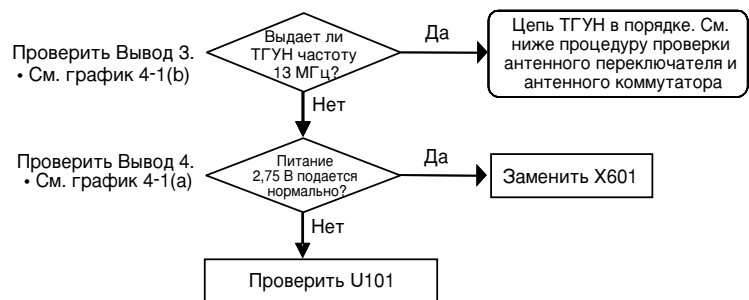 Проверить Вывод 3.
• См. график 4-1(b)
Выдает ли
ТГУН частоту
13 МГц?
Да
Цепь ТГУН в порядке. См.
ниже процедуру проверки
антенного переключателя и
антенного коммутатора
Нет
Проверить Вывод 4.
• См. график 4-1(a)
Питание
2,75 В подается
нормально?
Да
Заменить X601
Нет
Проверить U101